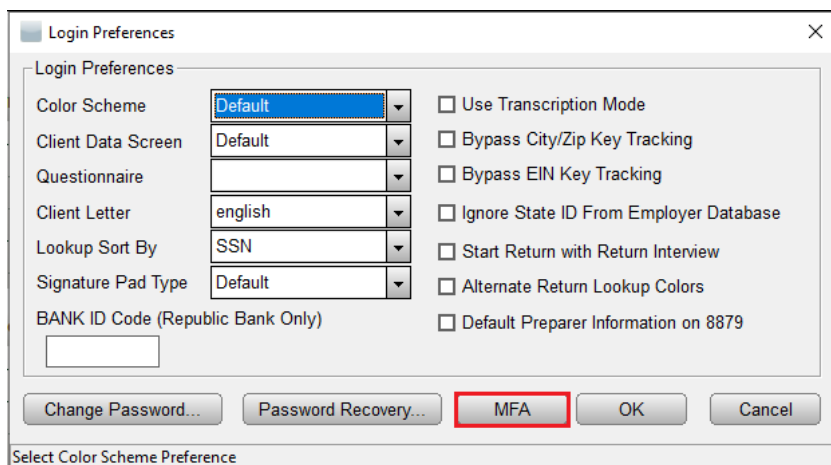 Login Preferences
Login Preferences
Color Scheme Default
Client Data Screen Default
Questionnaire
Client Letter english
Lookup Sort By SSN
Signature Pad Type Default
BANK ID Code (Republic Bank Only)
Use Transcription Mode
Bypass City/Zip Key Tracking
Bypass EIN Key Tracking
Ignore State ID From Employer Database
Start Return with Return Interview
Alternate Return Lookup Colors
Default Preparer Information on 8879
Change Password... Password Recovery... MFA OK Cancel
Select Color Scheme Preference